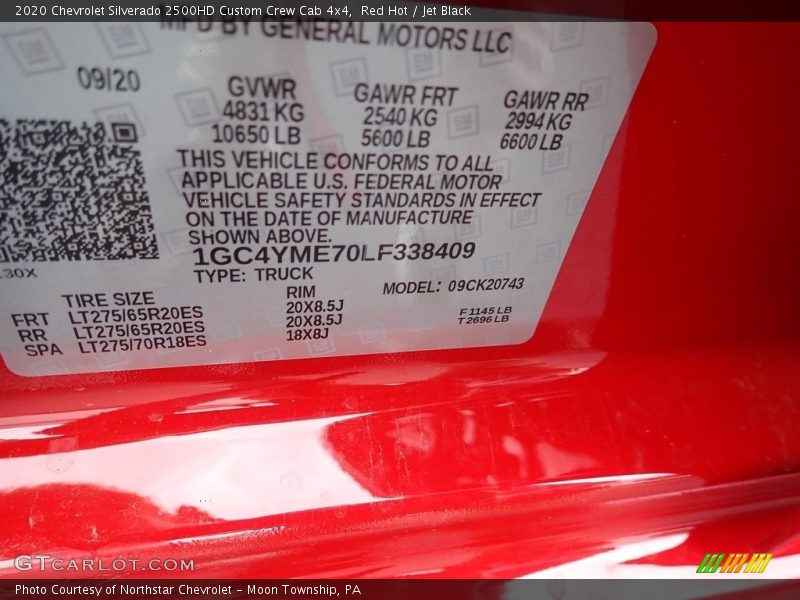 2020 Chevrolet Silverado 2500HD Custom Crew Cab 4x4, Red Hot / Jet Black
MFD BY GENERAL MOTORS LLC
09/20
GVWR GAWR FRT GAWR RR
4831 KG 2540 KG 2994 KG
10650 LB 5600 LB 6600 LB
THIS VEHICLE CONFORMS TO ALL
APPLICABLE U.S. FEDERAL MOTOR
VEHICLE SAFETY STANDARDS IN EFFECT
ON THE DATE OF MANUFACTURE
SHOWN ABOVE.
1GC4YME70LF338409
TYPE: TRUCK
MODEL: 09CK20743
TIRE SIZE RIM
FRT LT275/65R20ES 20X8.5J
RR LT275/65R20ES 20X8.5J
SPA LT275/70R18ES 18X8J
F 1145 LB
T 2696 LB
GTCARLOT.COM
Photo Courtesy of Northstar Chevrolet - Moon Township, PA